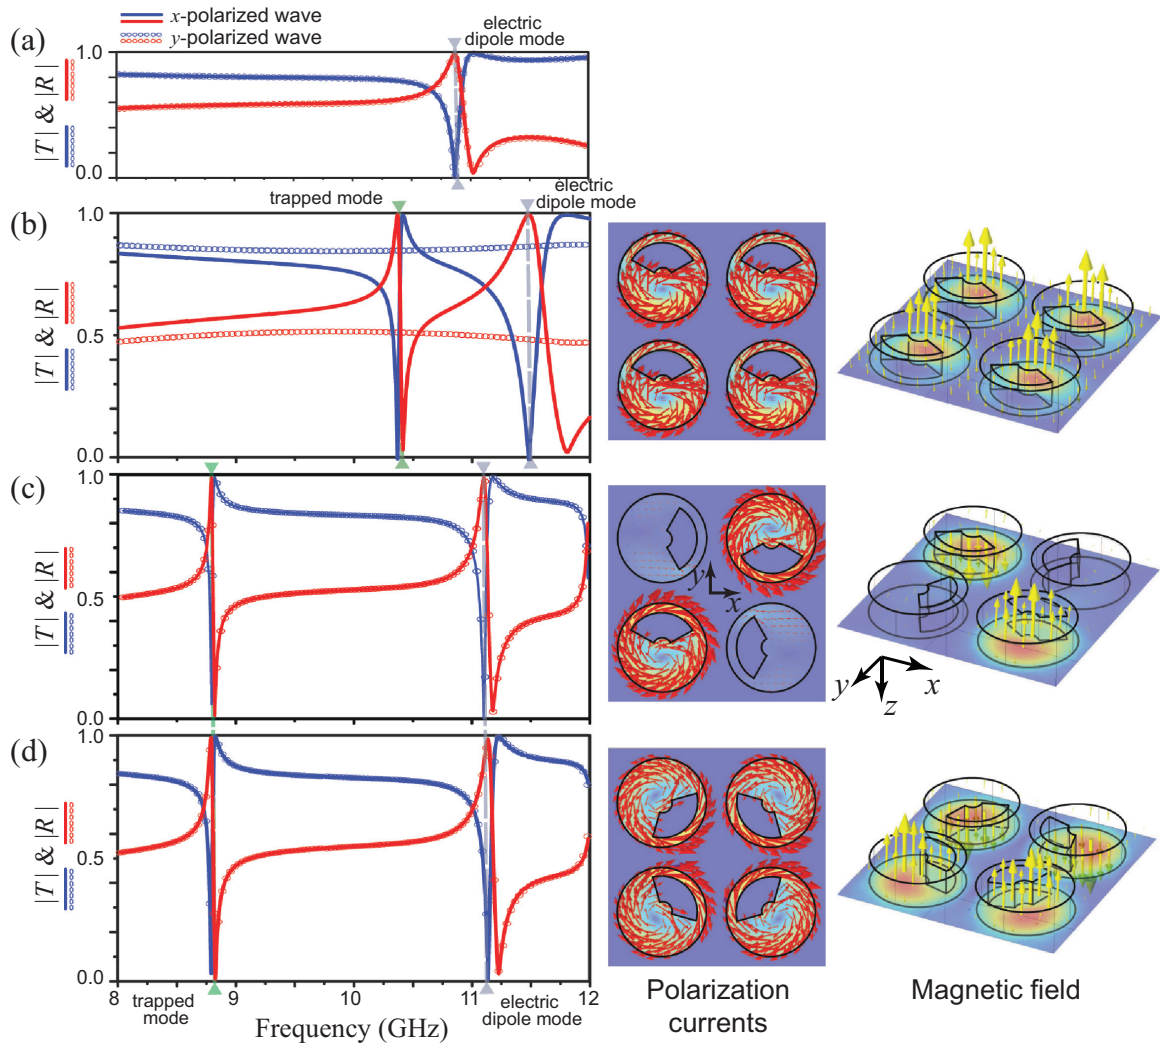 x-polarized wave
y-polarized wave
electric
dipole mode
(a)
1.0
0.0
|T| & |R|
trapped mode
electric
dipole mode
(b)
1.0
0.5
0.0
|T| & |R|
(c)
1.0
0.5
0.0
|T| & |R|
y
x
y
x
z
(d)
1.0
0.5
0.0
|T| & |R|
8
9
10
11
12
trapped
mode
Frequency (GHz)
electric
dipole mode
Polarization
currents
Magnetic field